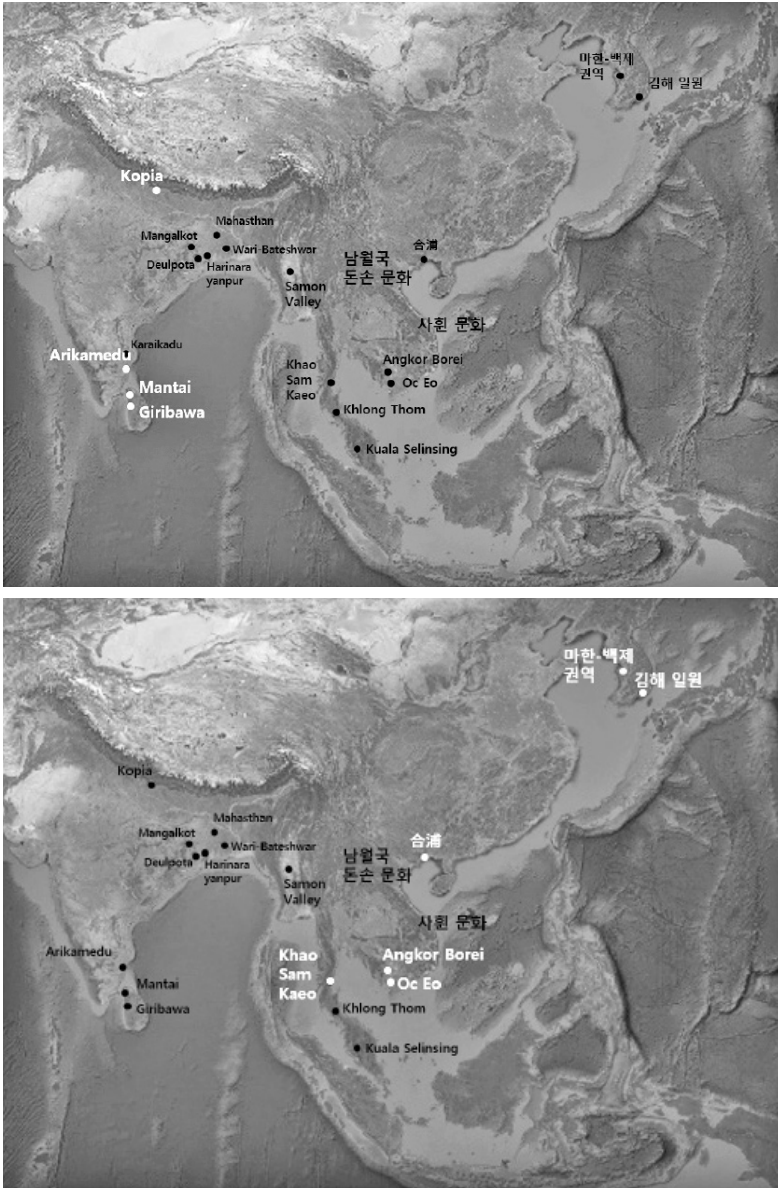 마한-백제
권역
김해 일원
Kopia
Mahasthan
Mangalkot
Wari-Bateshwar
Deulpota
Harinara
yanpur
合浦
남월국
돈손 문화
Samon
Valley
사휜 문화
Karaikadu
Arikamedu
Angkor Borei
Khao
Sam
Kaeo
Oc Eo
Mantai
Giribawa
Khlong Thom
Kuala Selinsing
마한-백제
권역
김해 일원
Kopia
Mahasthan
Mangalkot
Wari-Bateshwar
Deulpota
Harinara
yanpur
合浦
남월국
돈손 문화
Samon
Valley
사휜 문화
Arikamedu
Khao
Sam
Kaeo
Angkor Borei
Oc Eo
Mantai
Giribawa
Khlong Thom
Kuala Selinsing